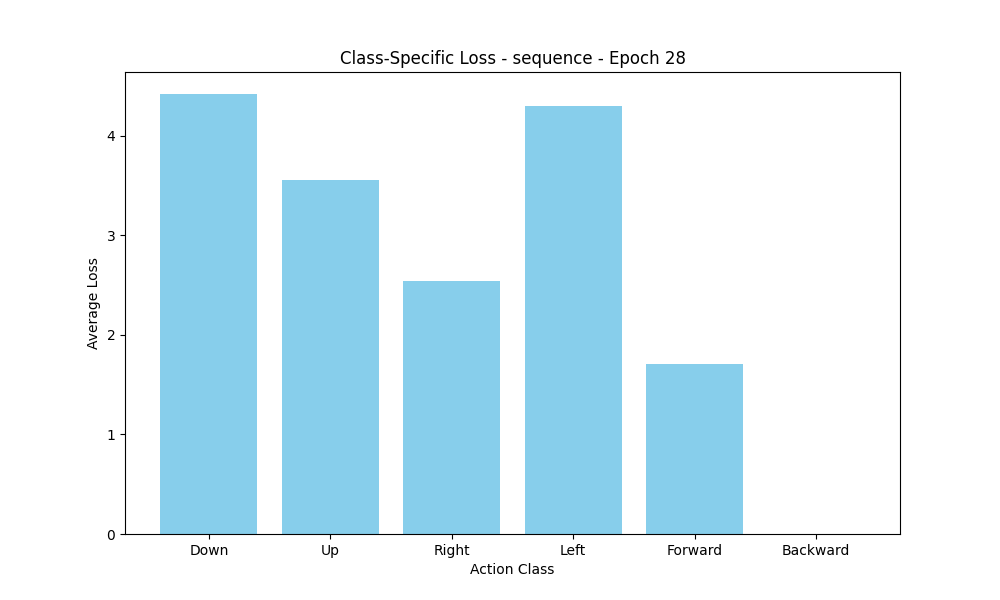 Class-Specific Loss - sequence - Epoch 28
Average Loss
4
3
2
1
0
Down Up Right Left Forward Backward
Action Class